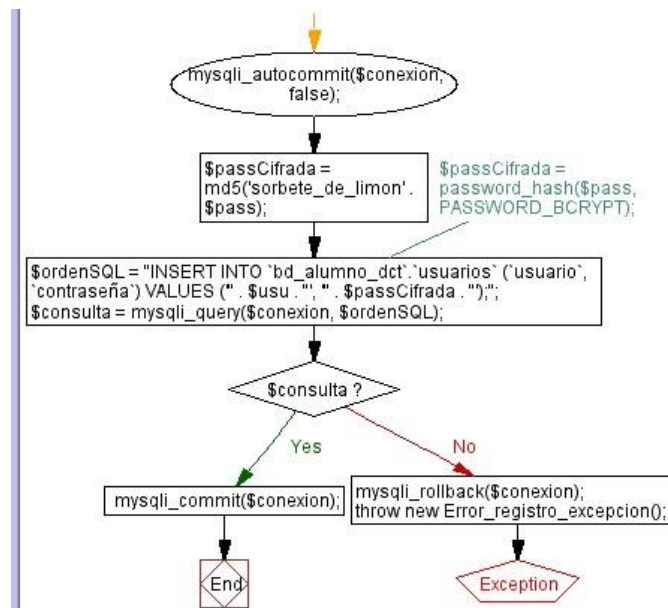 mysqli_autocommit($conexion,
false);
$passCifrada =
md5('sorbete_de_limon' .
$pass);
$passCifrada =
password_hash($pass,
PASSWORD_BCRYPT);
$ordenSQL = "INSERT INTO `bd_alumno_dct`.`usuarios` (`usuario`,
`contraseña`) VALUES ('" . $usu . "', '" . $passCifrada . "');";
$consulta = mysqli_query($conexion, $ordenSQL);
$consulta ?
Yes
No
mysqli_commit($conexion);
mysqli_rollback($conexion);
throw new Error_registro_excepcion();
End
Exception